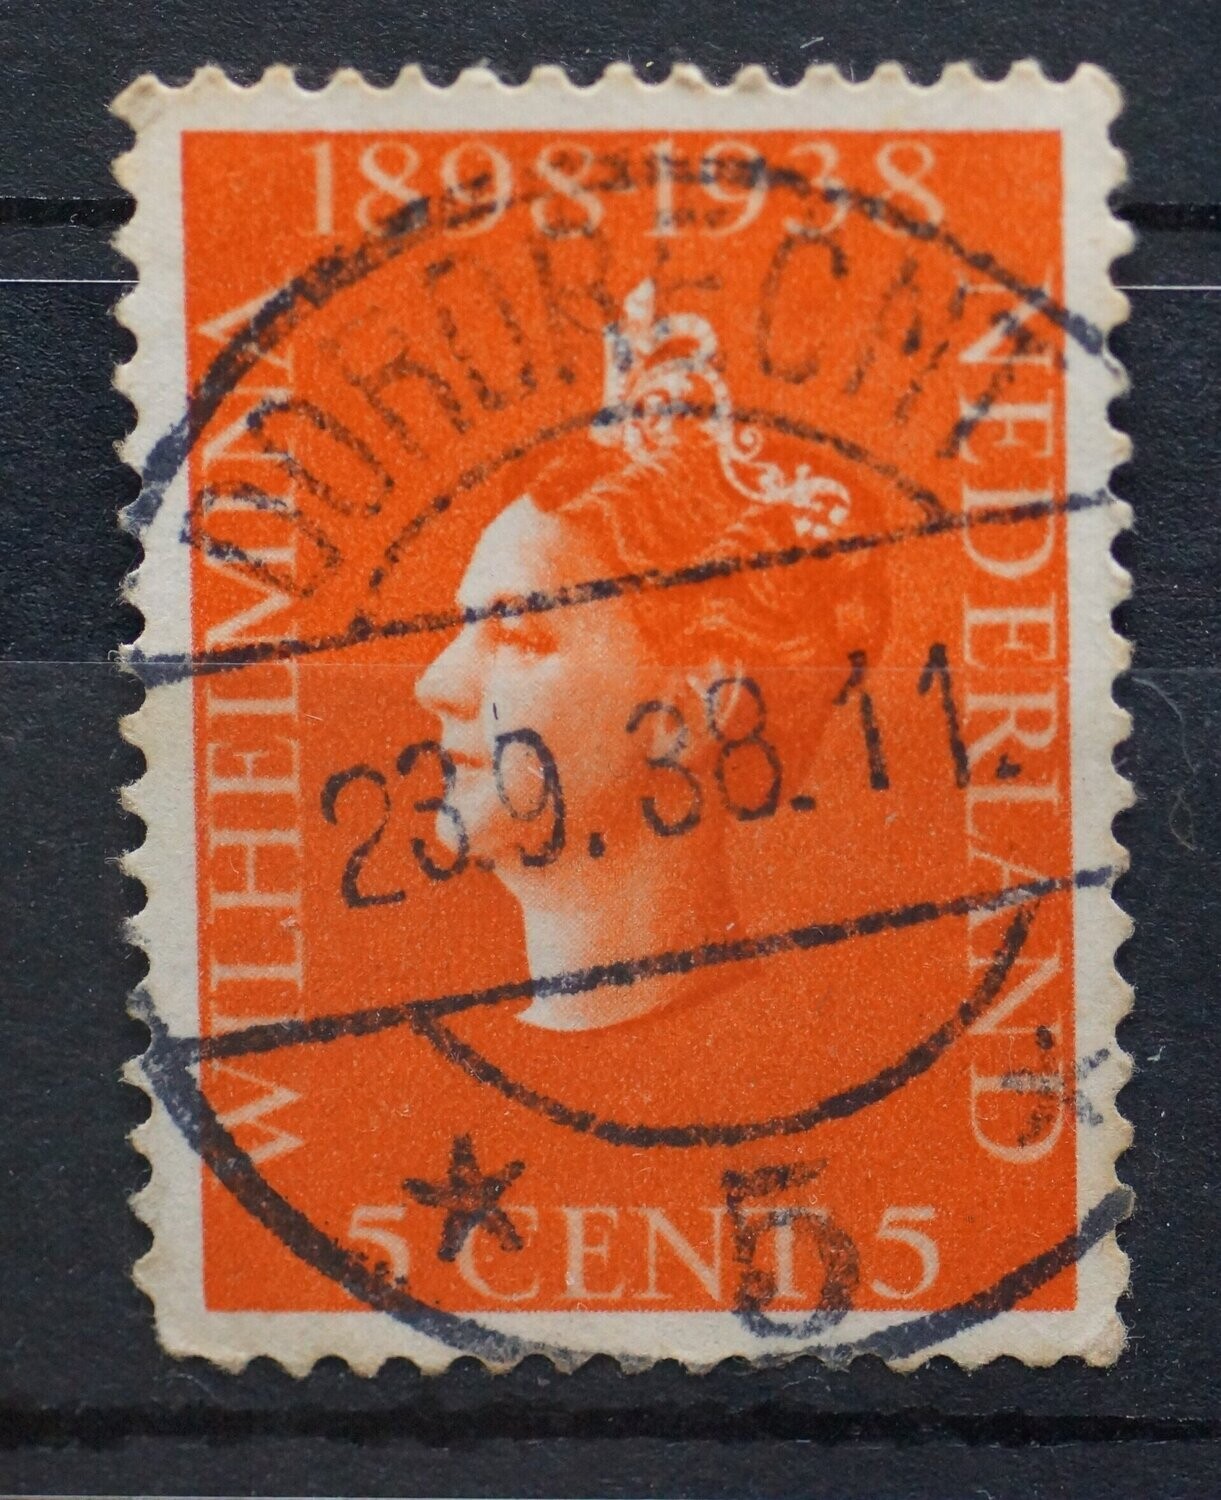 1898 1938
WILHELMINA
NEDERLAND
5 CENT 5
DORDRECHT
23.9.38.11.
* 5 *